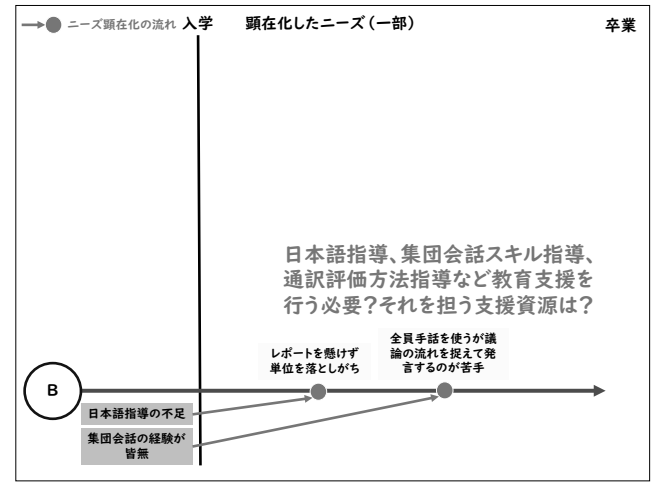 ニーズ顕在化の流れ
入学
顕在化したニーズ(一部)
卒業
日本語指導、集団会話スキル指導、
通訳評価方法指導など教育支援を
行う必要?それを担う支援資源は?
レポートを懸けず
単位を落としがち
全員手話を使うが議
論の流れを捉えて発
言するのが苦手
B
日本語指導の不足
集団会話の経験が
皆無